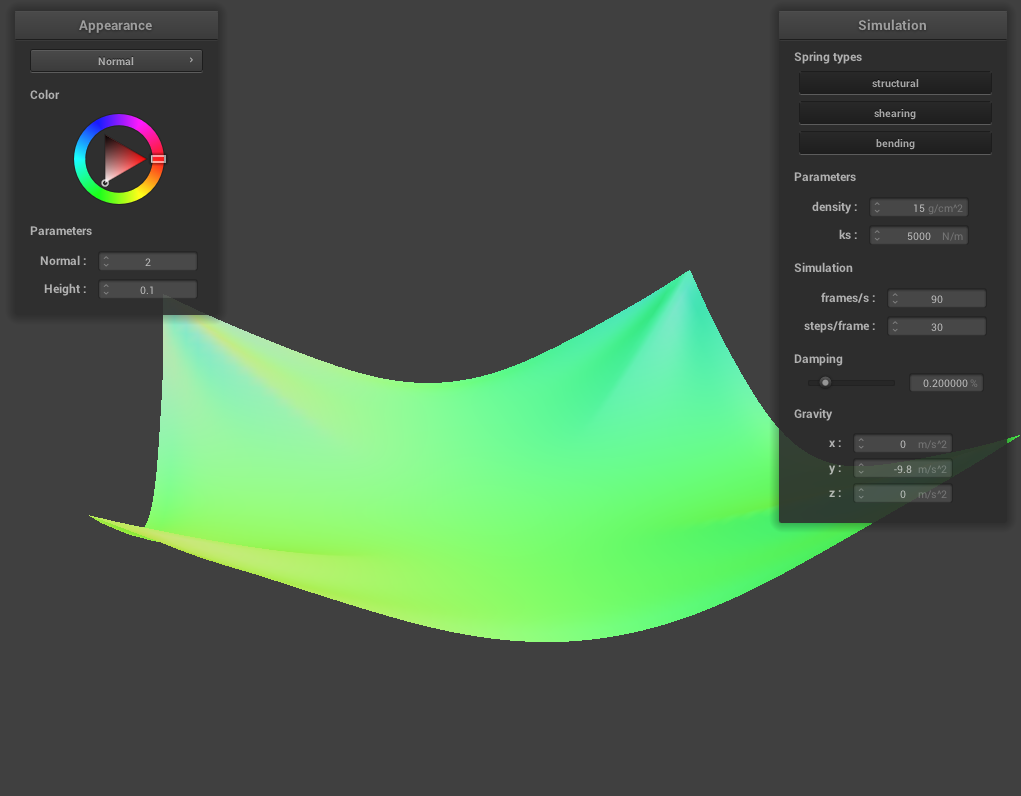 Appearance
Normal ›
Color
Parameters
Normal : 2
Height : 0.1
Simulation
Spring types
structural
shearing
bending
Parameters
density : 15 g/cm^2
ks : 5000 N/m
Simulation
frames/s : 90
steps/frame : 30
Damping
0.200000 %
Gravity
x : 0 m/s^2
y : -9.8 m/s^2
z : 0 m/s^2